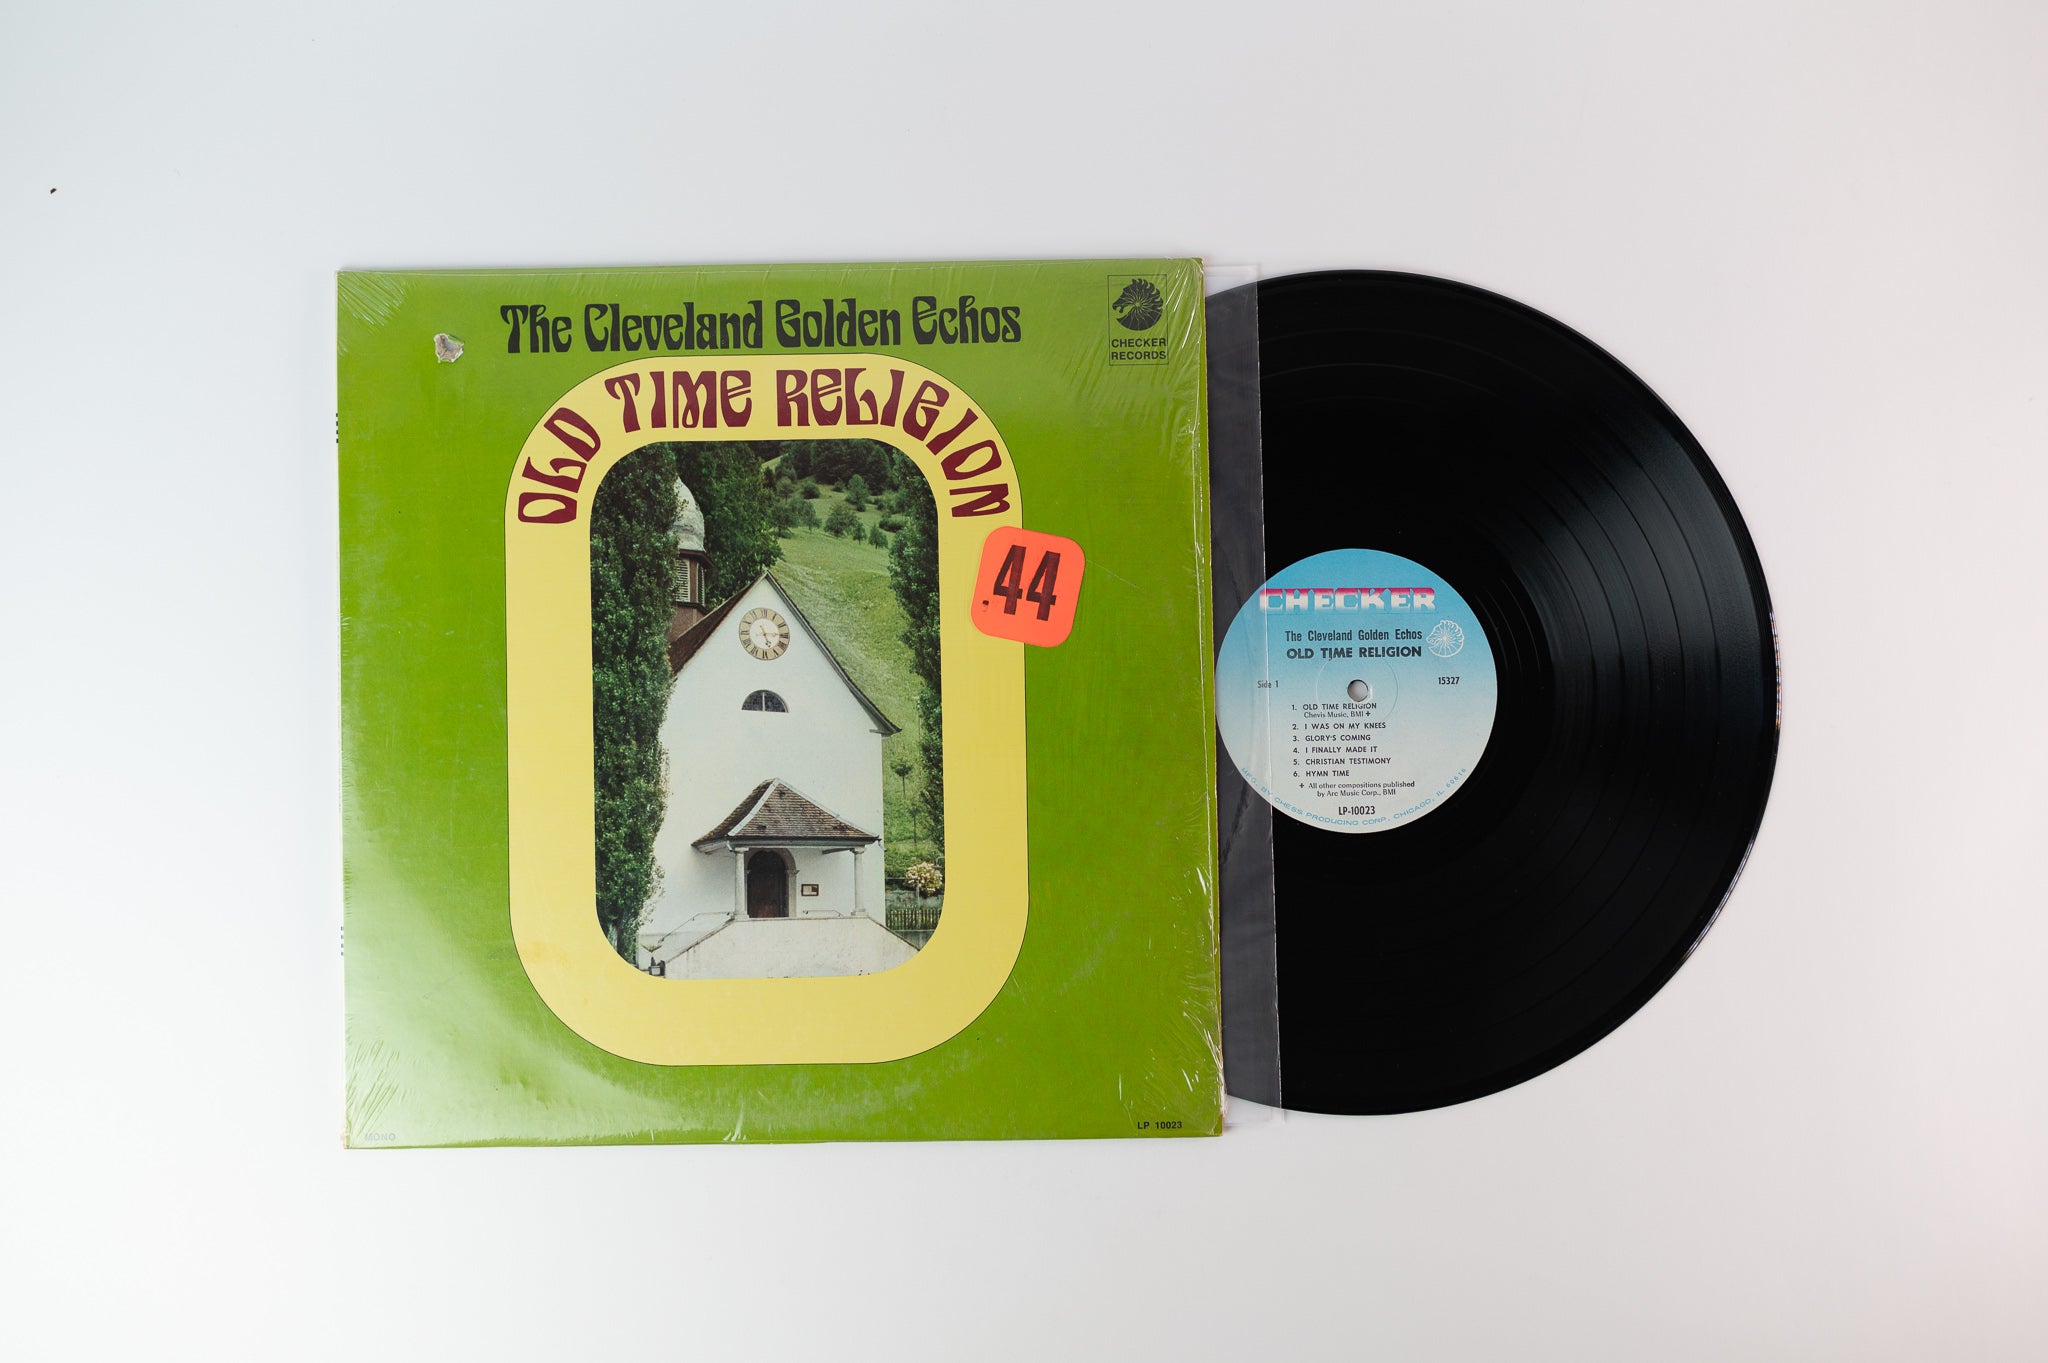 The Cleveland Golden Echos
CHECKER
RECORDS
OLD TIME RELIGION
.44
MONO
LP 10023
CHECKER
The Cleveland Golden Echos
OLD TIME RELIGION
Side 1
15327
1. OLD TIME RELIGION
Chevis Music, BMI +
2. I WAS ON MY KNEES
3. GLORY'S COMING
4. I FINALLY MADE IT
5. CHRISTIAN TESTIMONY
6. HYMN TIME
+ All other compositions published
by Arc Music Corp., BMI
LP-10023
MFG. BY CHESS PRODUCING CORP., CHICAGO, IL 60616